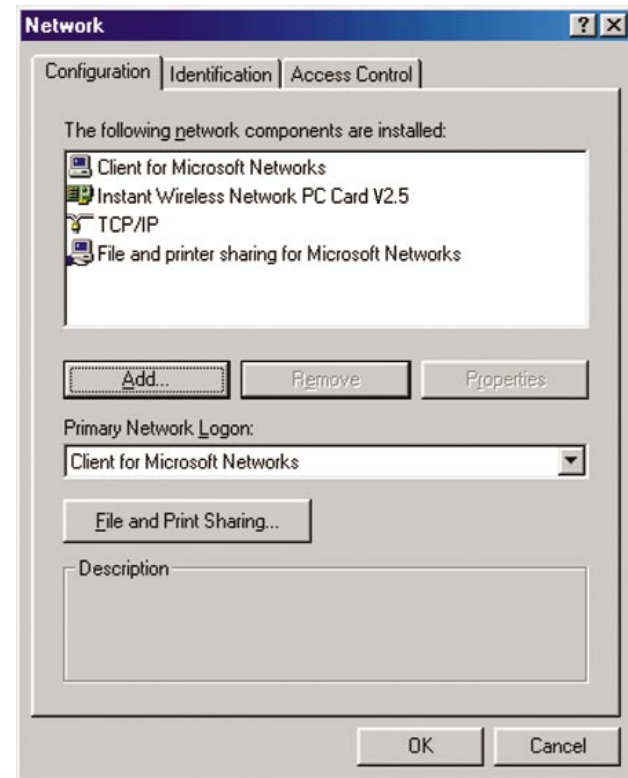 Network
Configuration Identification Access Control
The following network components are installed:
Client for Microsoft Networks
Instant Wireless Network PC Card V2.5
TCP/IP
File and printer sharing for Microsoft Networks
Add... Remove Properties
Primary Network Logon:
Client for Microsoft Networks
File and Print Sharing...
Description
OK Cancel